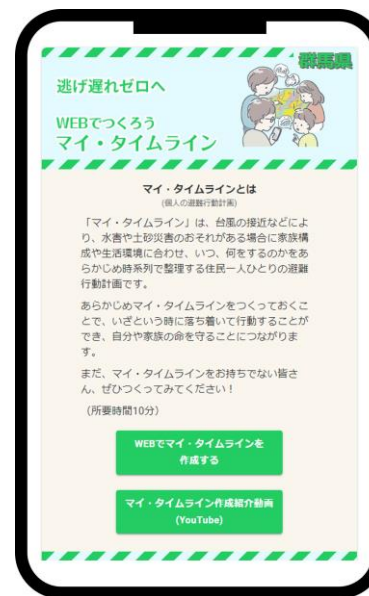 群馬県
逃げ遅れゼロへ
WEBでつくろう
マイ・タイムライン
マイ・タイムラインとは
(個人の避難行動計画)
「マイ・タイムライン」は、台風の接近などによ
り、水害や土砂災害のおそれがある場合に家族構
成や生活環境に合わせ、いつ、何をするのかをあ
らかじめ時系列で整理する住民一人ひとりの避難
行動計画です。
あらかじめマイ・タイムラインをつくっておくこ
とで、いざという時に落ち着いて行動することが
でき、自分や家族の命を守ることにつながりま
す。
まだ、マイ・タイムラインをお持ちでない皆さ
ん、ぜひつくってみてください！
(所要時間10分)
WEBでマイ・タイムラインを
作成する
マイ・タイムライン作成紹介動画
(YouTube)